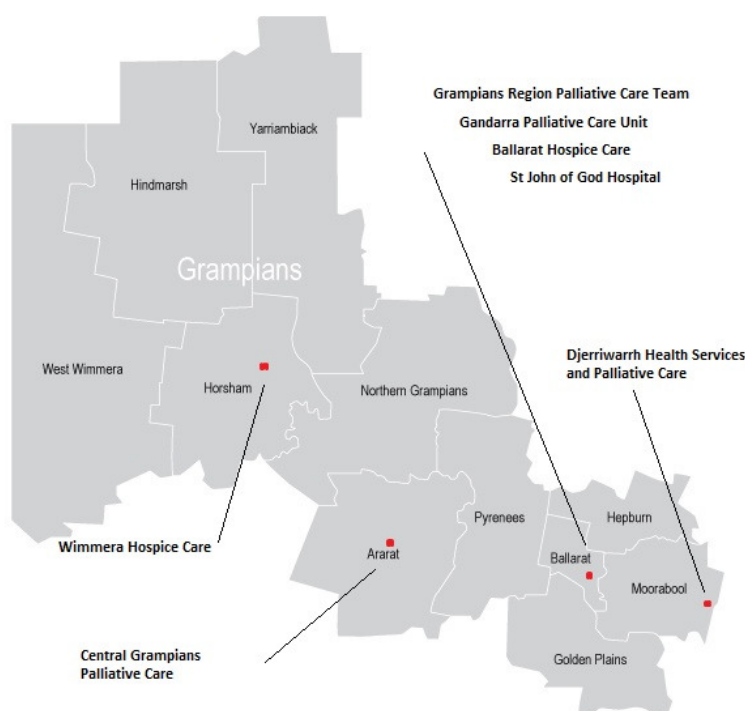 Grampians Region Palliative Care Team
Gandarra Palliative Care Unit
Yarriambiack
Ballarat Hospice Care
St John of God Hospital
Hindmarsh
Grampians
Djerriwarrh Health Services
and Palliative Care
West Wimmera
Horsham
Northern Grampians
Pyrenees
Hepburn
Wimmera Hospice Care
Ararat
Ballarat
Moorabool
Central Grampians
Palliative Care
Golden Plains